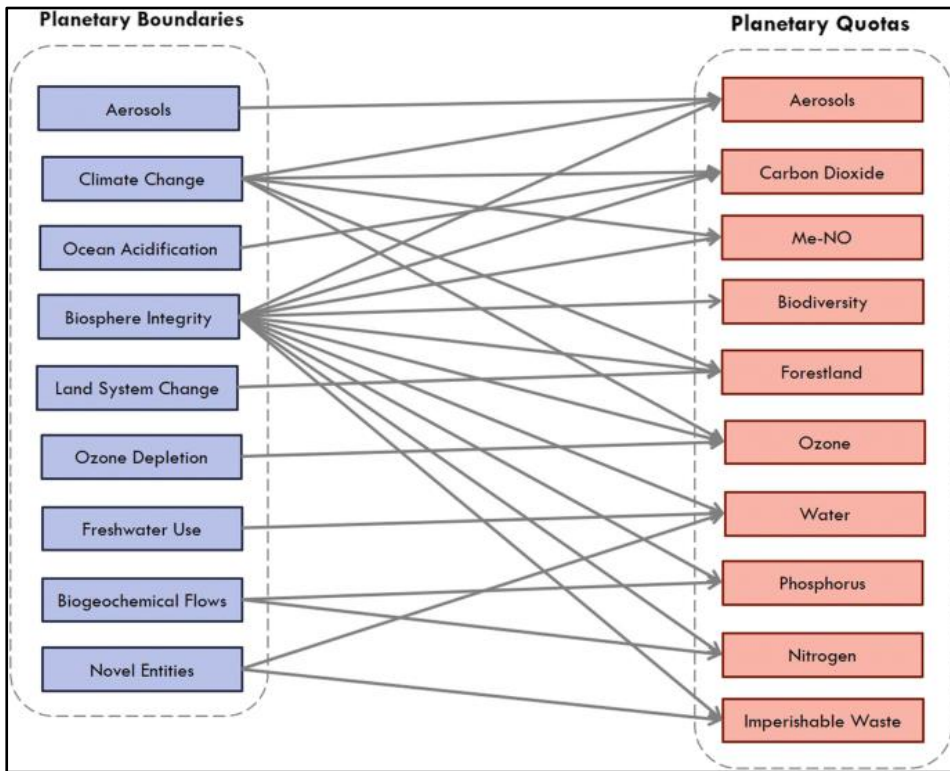 Planetary Boundaries
Aerosols
Climate Change
Ocean Acidification
Biosphere Integrity
Land System Change
Ozone Depletion
Freshwater Use
Biogeochemical Flows
Novel Entities
Planetary Quotas
Aerosols
Carbon Dioxide
Me-NO
Biodiversity
Forestland
Ozone
Water
Phosphorus
Nitrogen
Imperishable Waste